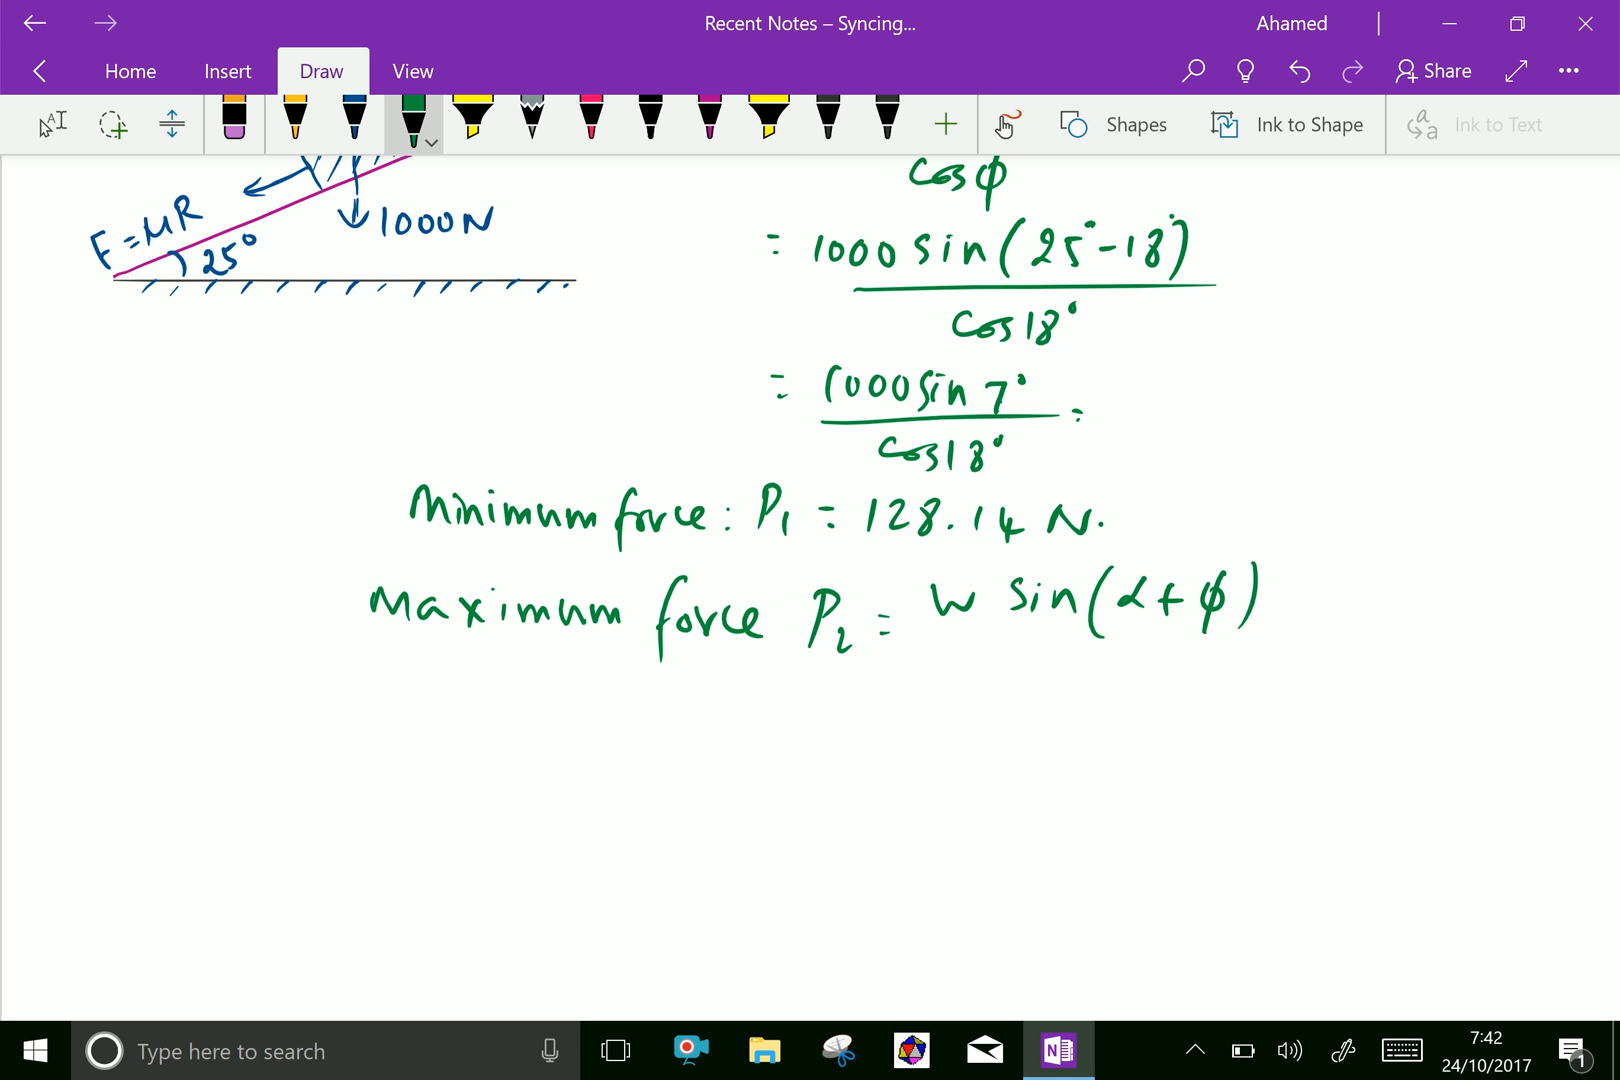 Recent Notes – Syncing...
Ahamed
Home Insert Draw View
Share
Shapes
Ink to Shape
Ink to Text
F = μR
25°
1000 N
cos φ
= 1000 sin (25° - 18°)
cos 18°
= 1000 sin 7° =
cos 18°
Minimum force : P1 = 128.14 N.
Maximum force P2 = W sin (α + φ)
Type here to search
7:42
24/10/2017
1